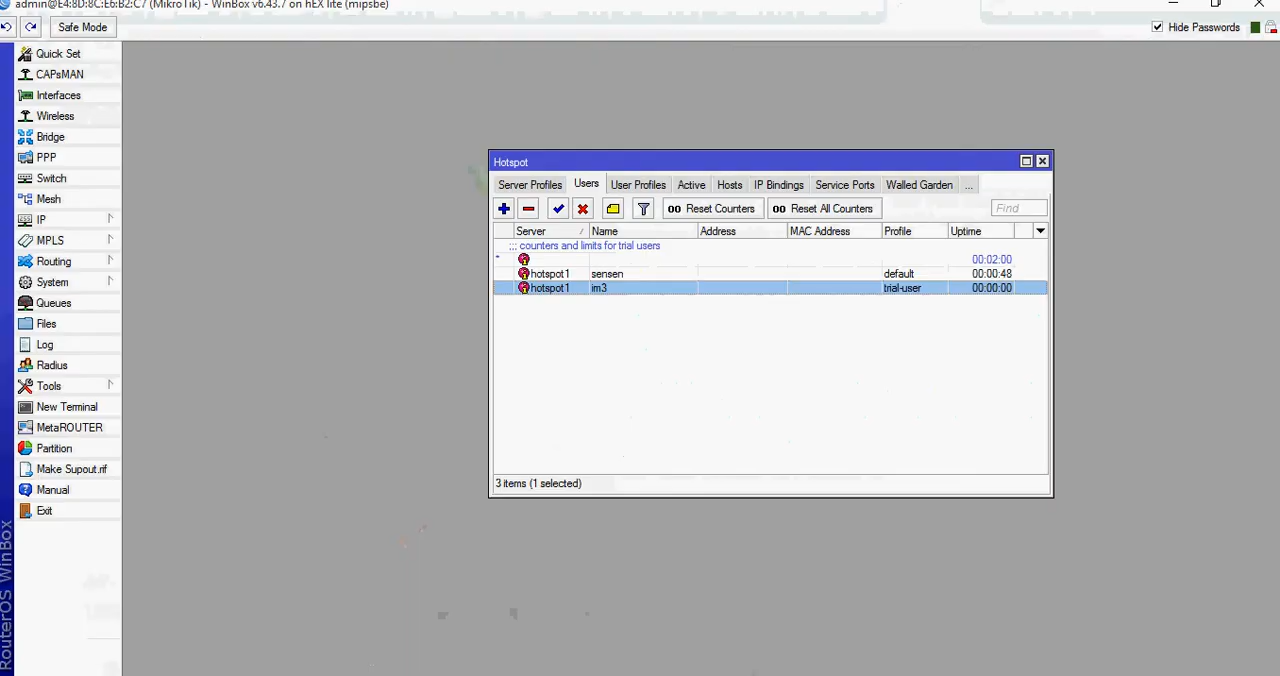 admin@E4:8D:8C:E6:B2:C7 (MikroTik) - WinBox v6.43.7 on hEX lite (mipsbe)
Safe Mode
Hide Passwords
Quick Set
CAPsMAN
Interfaces
Wireless
Bridge
PPP
Switch
Mesh
IP
MPLS
Routing
System
Queues
Files
Log
Radius
Tools
New Terminal
MetaROUTER
Partition
Make Supout.rif
Manual
Exit
RouterOS WinBox
Hotspot
Server Profiles Users User Profiles Active Hosts IP Bindings Service Ports Walled Garden ...
00 Reset Counters 00 Reset All Counters Find
Server Name Address MAC Address Profile Uptime
::: counters and limits for trial users
00:02:00
hotspot1 sensen default 00:00:48
hotspot1 im3 trial-user 00:00:00
3 items (1 selected)